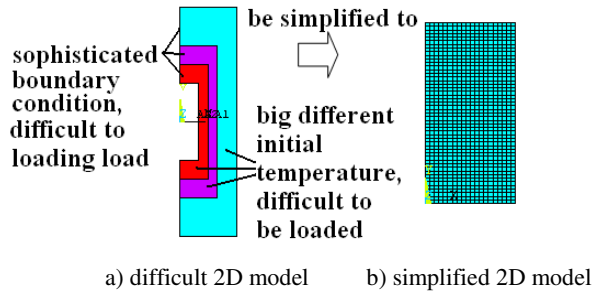 be simplified to
sophisticated
boundary
condition,
difficult to
loading load
big different
initial
temperature,
difficult to
be loaded
a) difficult 2D model
b) simplified 2D model